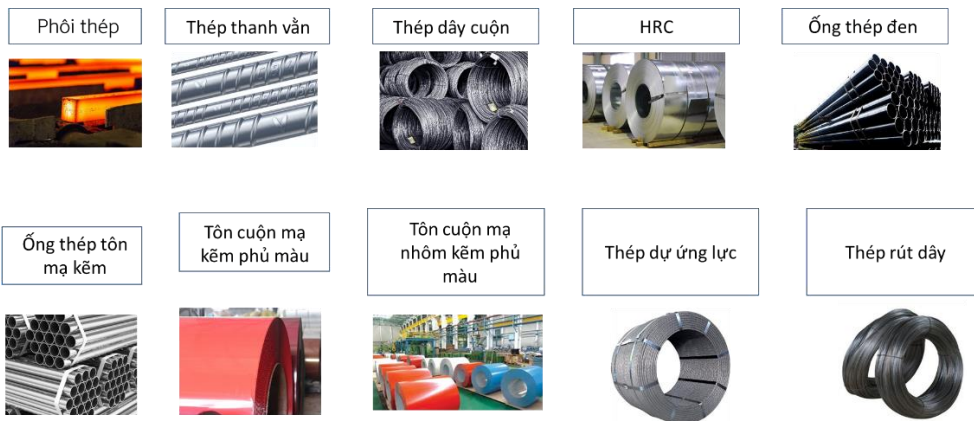 Phôi thép
Thép thanh vằn
Thép dây cuộn
HRC
Ống thép đen
Ống thép tôn
mạ kẽm
Tôn cuộn mạ
kẽm phủ màu
Tôn cuộn mạ
nhôm kẽm phủ
màu
Thép dự ứng lực
Thép rút dây